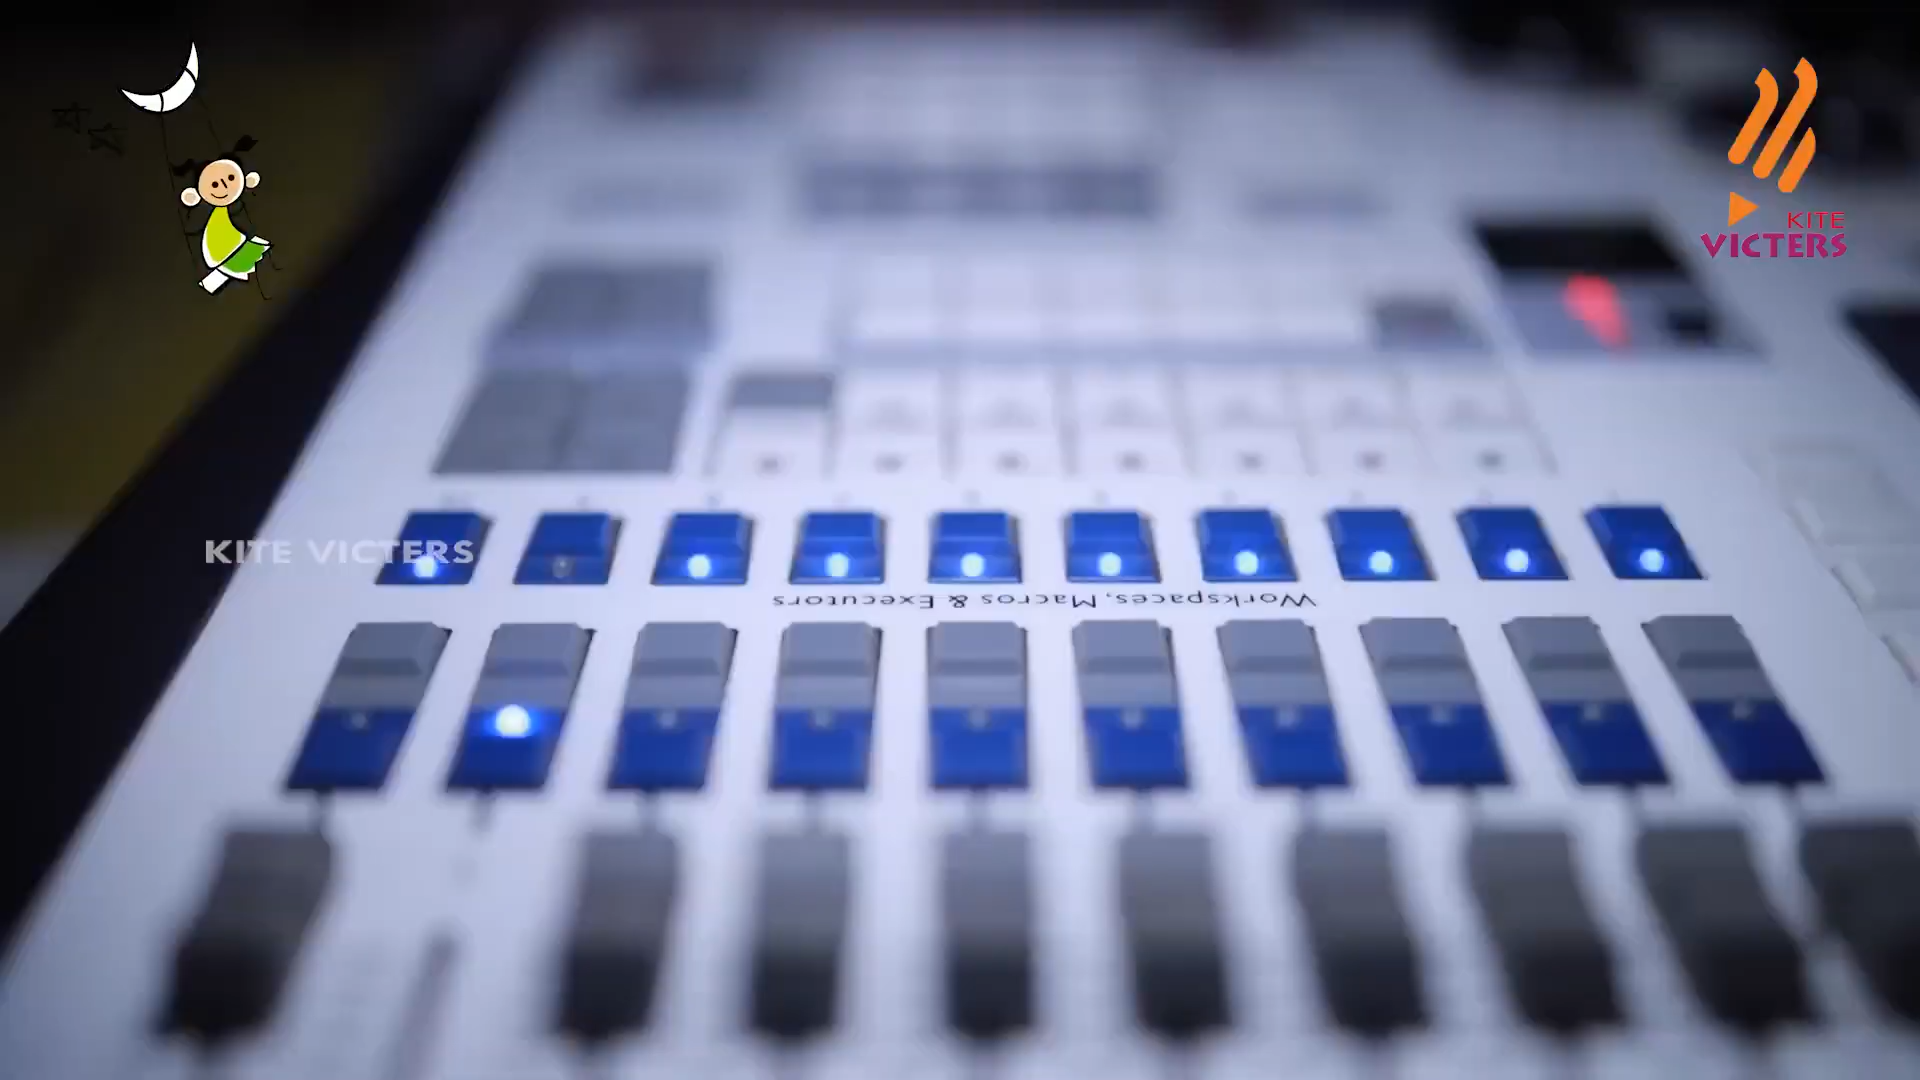 KITE
VICTERS
KITE VICTERS
Workspaces, Macros & Executors